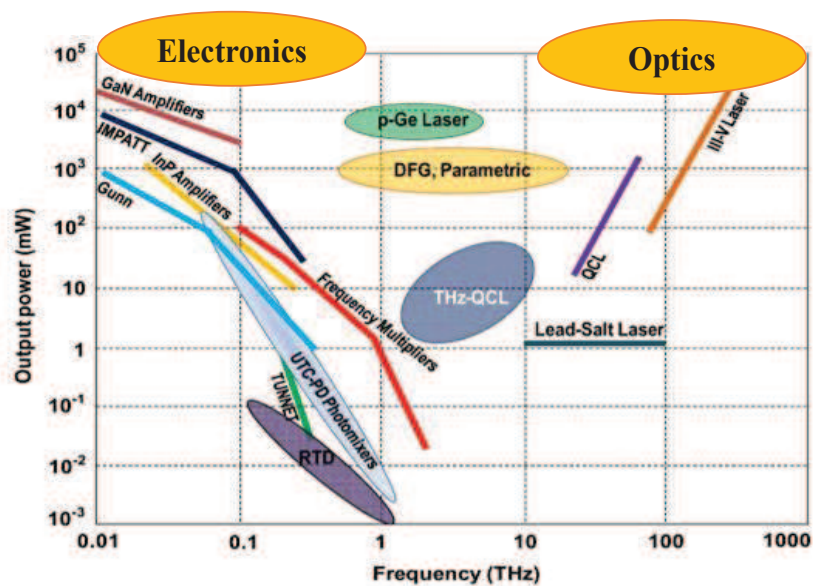 Electronics
Optics
10^5
10^4
10^3
10^2
10
1
10^-1
10^-2
10^-3
Output power (mW)
GaN Amplifiers
IMPATT
InP Amplifiers
Gunn
Frequency Multipliers
UTC-PD Photomixers
TUNNET
RTD
p-Ge Laser
DFG, Parametric
THz-QCL
QCL
III-V Laser
Lead-Salt Laser
0.01
0.1
1
10
100
1000
Frequency (THz)